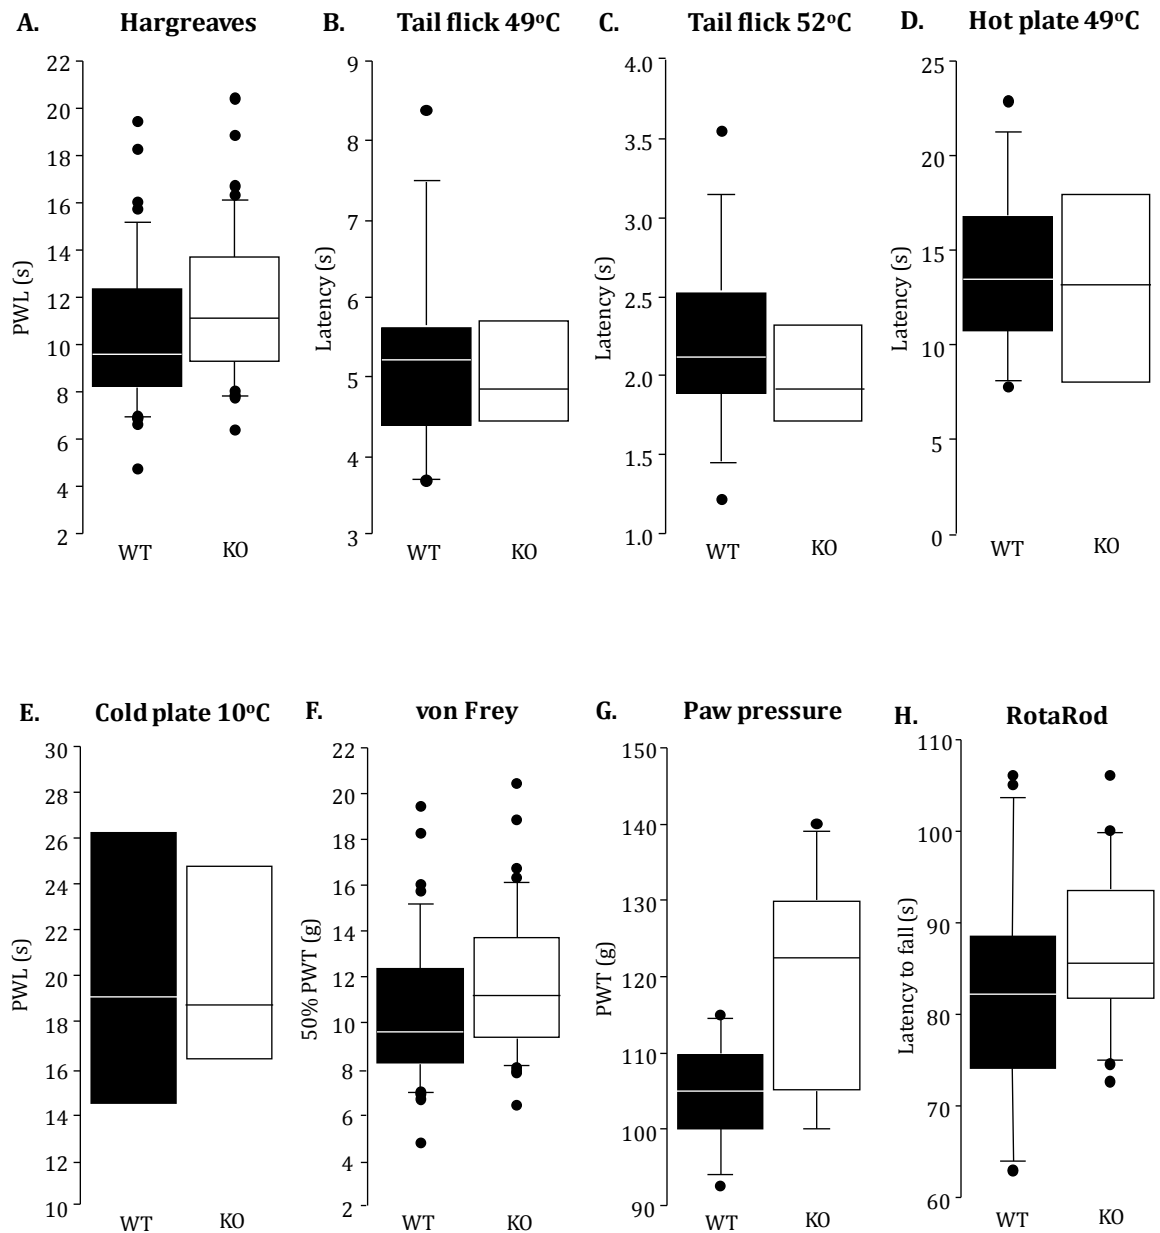 A. Hargreaves
22
20
18
16
14
12
10
8
6
4
2
PWL (s)
WT KO
B. Tail flick 49ºC
9
8
7
6
5
4
3
Latency (s)
WT KO
C. Tail flick 52ºC
4.0
3.5
3.0
2.5
2.0
1.5
1.0
Latency (s)
WT KO
D. Hot plate 49ºC
25
20
15
10
5
0
Latency (s)
WT KO
E. Cold plate 10ºC
30
28
26
24
22
20
18
16
14
12
10
PWL (s)
WT KO
F. von Frey
22
20
18
16
14
12
10
8
6
4
2
50% PWT (g)
WT KO
G. Paw pressure
150
140
130
120
110
100
90
PWT (g)
WT KO
H. RotaRod
110
100
90
80
70
60
Latency to fall (s)
WT KO